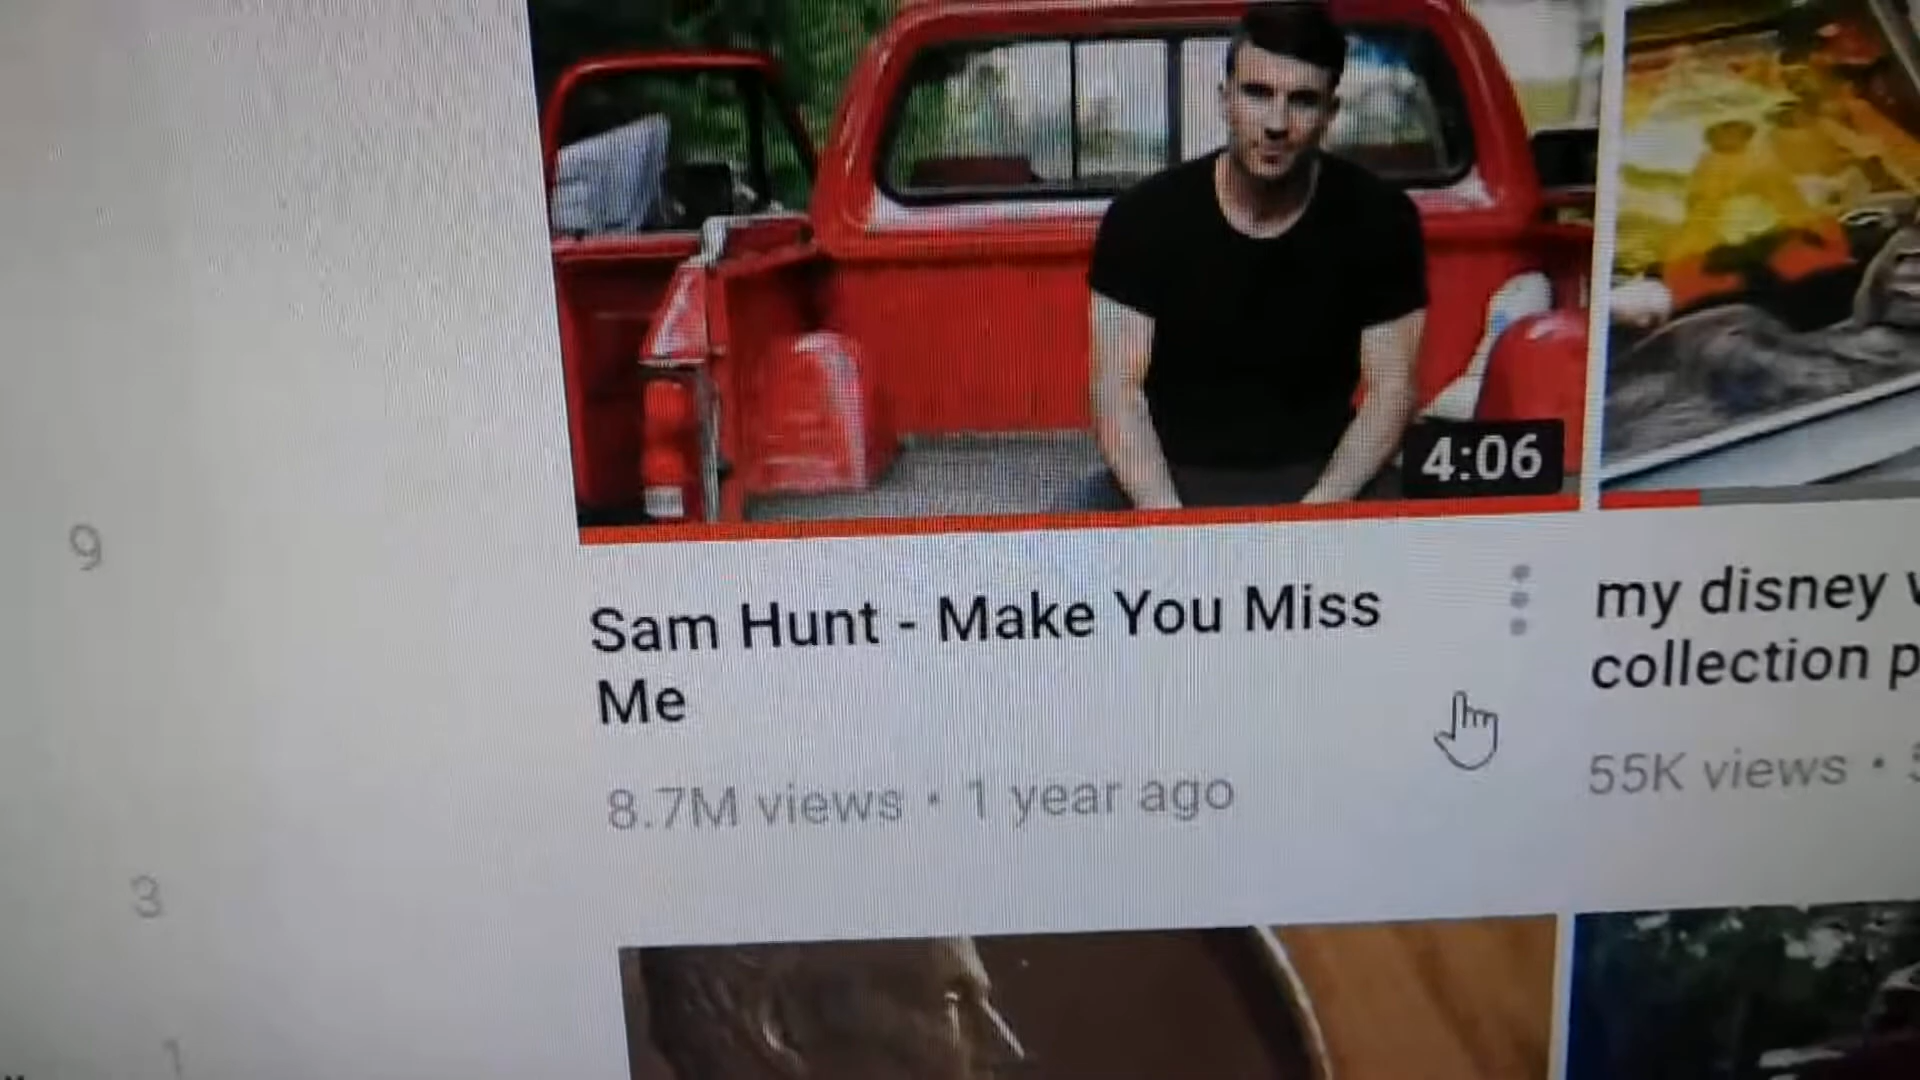 4:06
9
Sam Hunt - Make You Miss
Me
my disney
collection
8.7M views • 1 year ago
55K views •
3
1